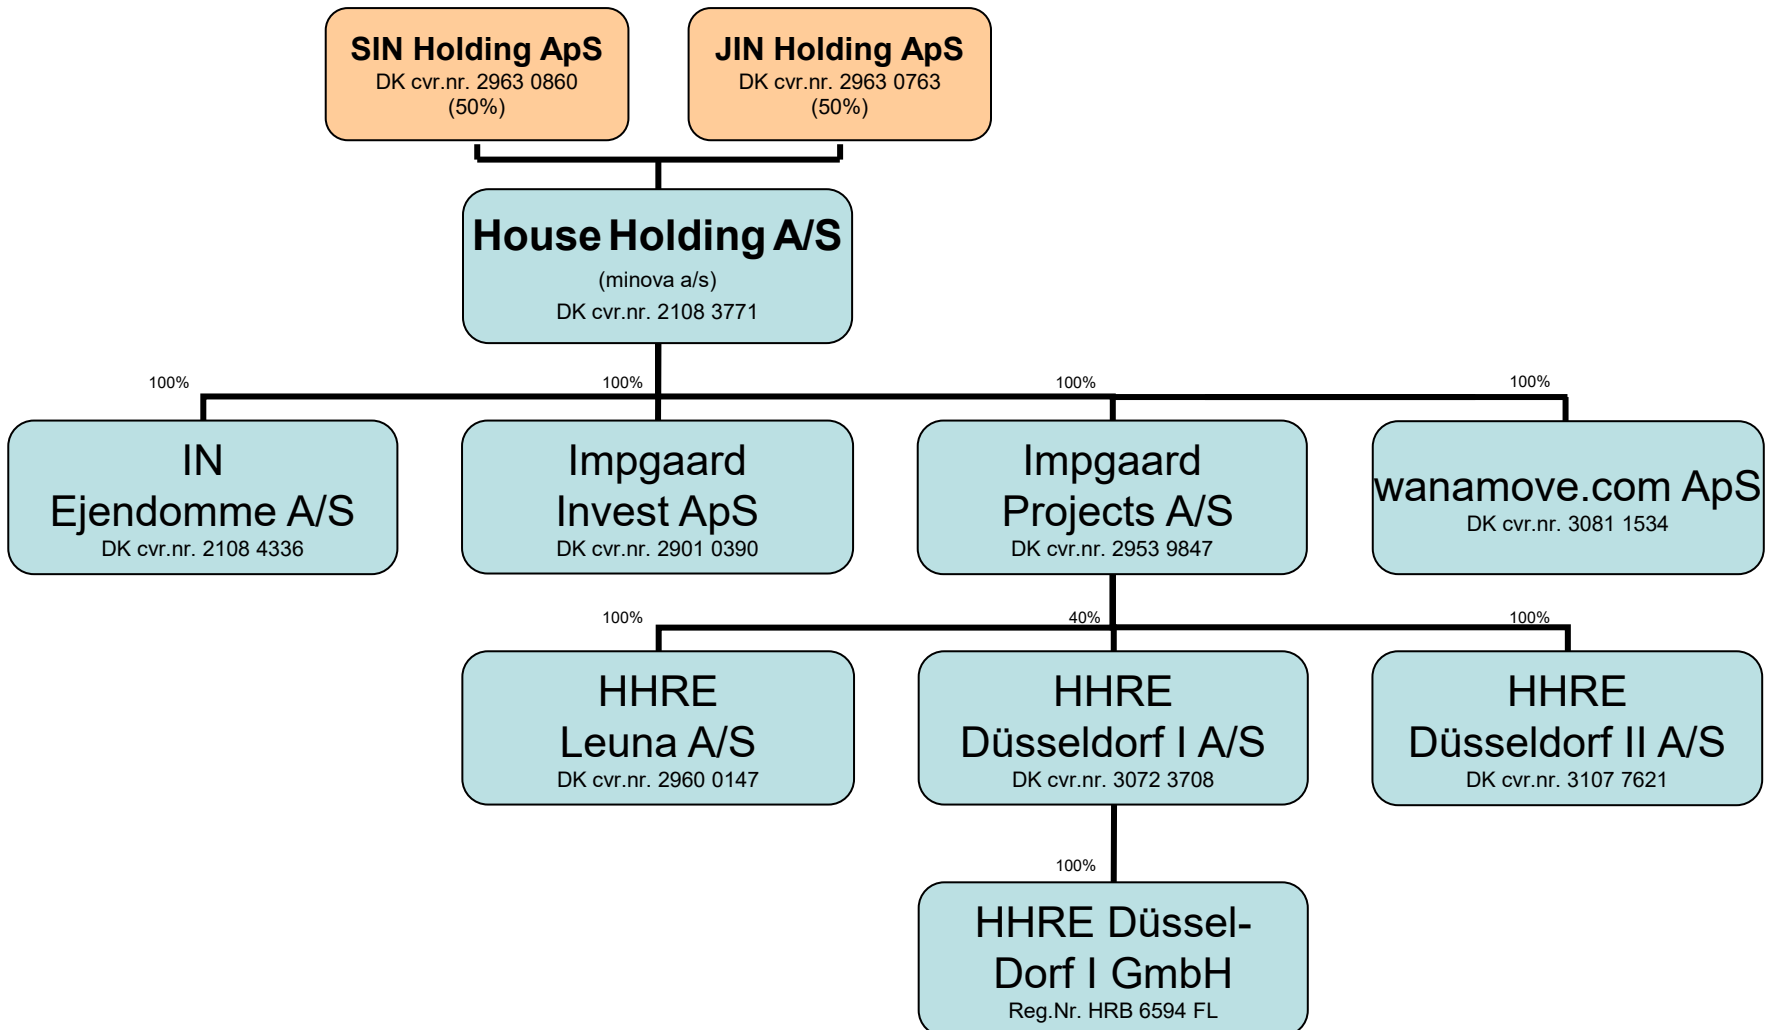 SIN Holding ApS
DK cvr.nr. 2963 0860
(50%)
JIN Holding ApS
DK cvr.nr. 2963 0763
(50%)
House Holding A/S
(minova a/s)
DK cvr.nr. 2108 3771
100%
100%
100%
100%
IN
Ejendomme A/S
DK cvr.nr. 2108 4336
Impgaard
Invest ApS
DK cvr.nr. 2901 0390
Impgaard
Projects A/S
DK cvr.nr. 2953 9847
wanamove.com ApS
DK cvr.nr. 3081 1534
100%
40%
100%
HHRE
Leuna A/S
DK cvr.nr. 2960 0147
HHRE
Düsseldorf I A/S
DK cvr.nr. 3072 3708
HHRE
Düsseldorf II A/S
DK cvr.nr. 3107 7621
100%
HHRE Düssel-
Dorf I GmbH
Reg.Nr. HRB 6594 FL